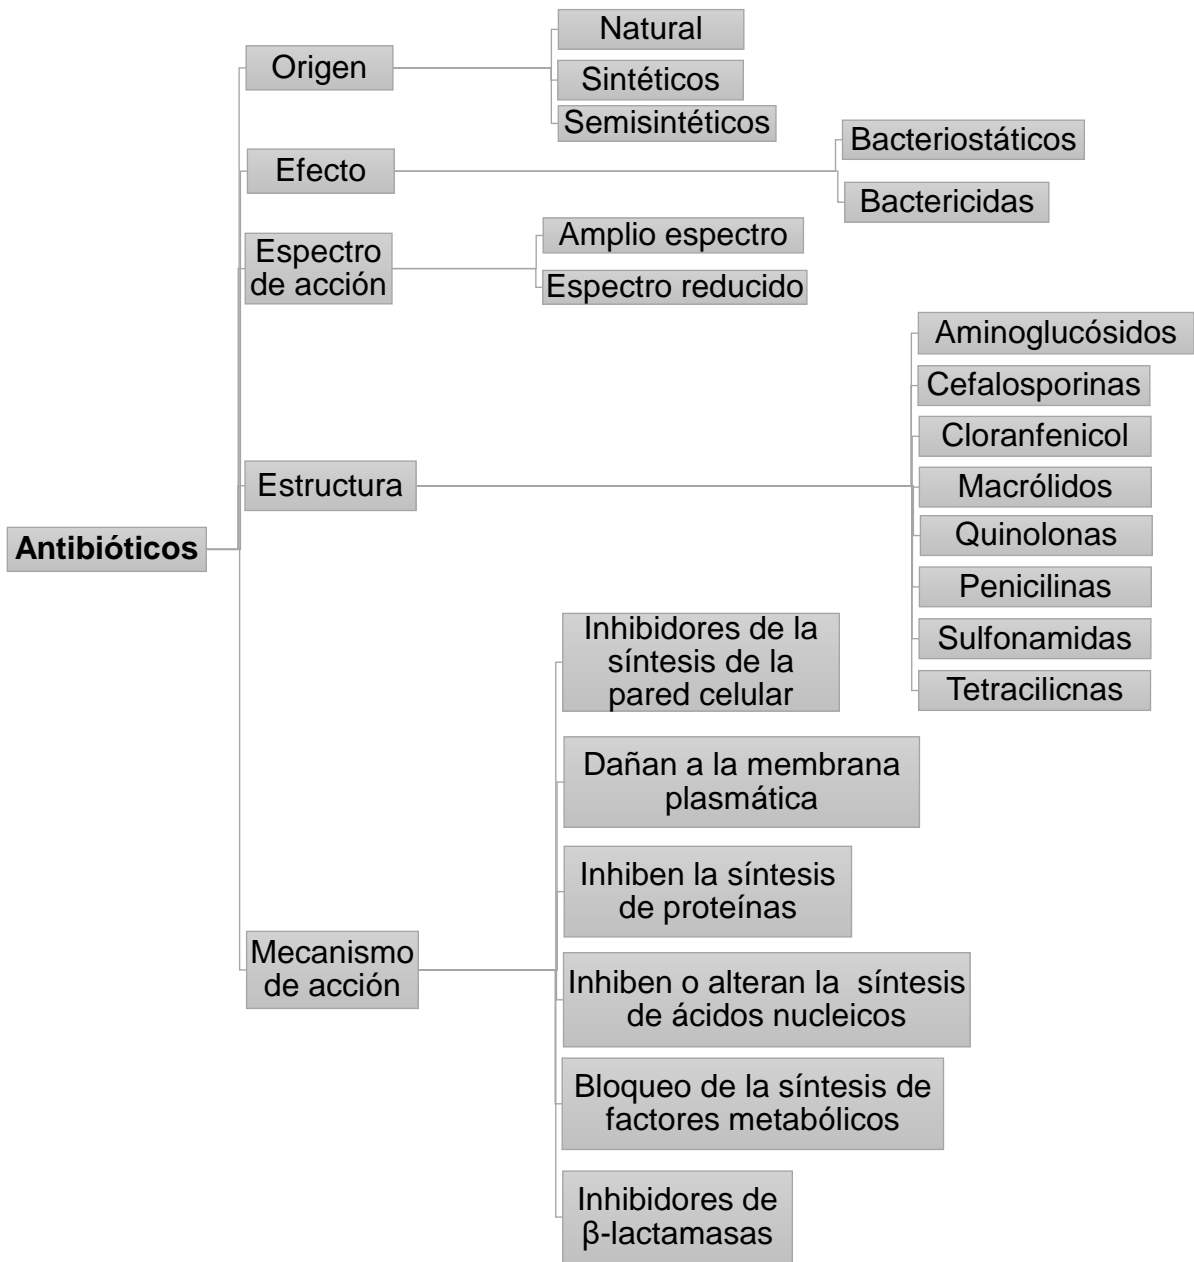 Antibióticos
Origen
Natural
Sintéticos
Semisintéticos
Efecto
Bacteriostáticos
Bactericidas
Espectro
de acción
Amplio espectro
Espectro reducido
Estructura
Aminoglucósidos
Cefalosporinas
Cloranfenicol
Macrólidos
Quinolonas
Penicilinas
Sulfonamidas
Tetracilicnas
Mecanismo
de acción
Inhibidores de la
síntesis de la
pared celular
Dañan a la membrana
plasmática
Inhiben la síntesis
de proteínas
Inhiben o alteran la síntesis
de ácidos nucleicos
Bloqueo de la síntesis de
factores metabólicos
Inhibidores de
β-lactamasas